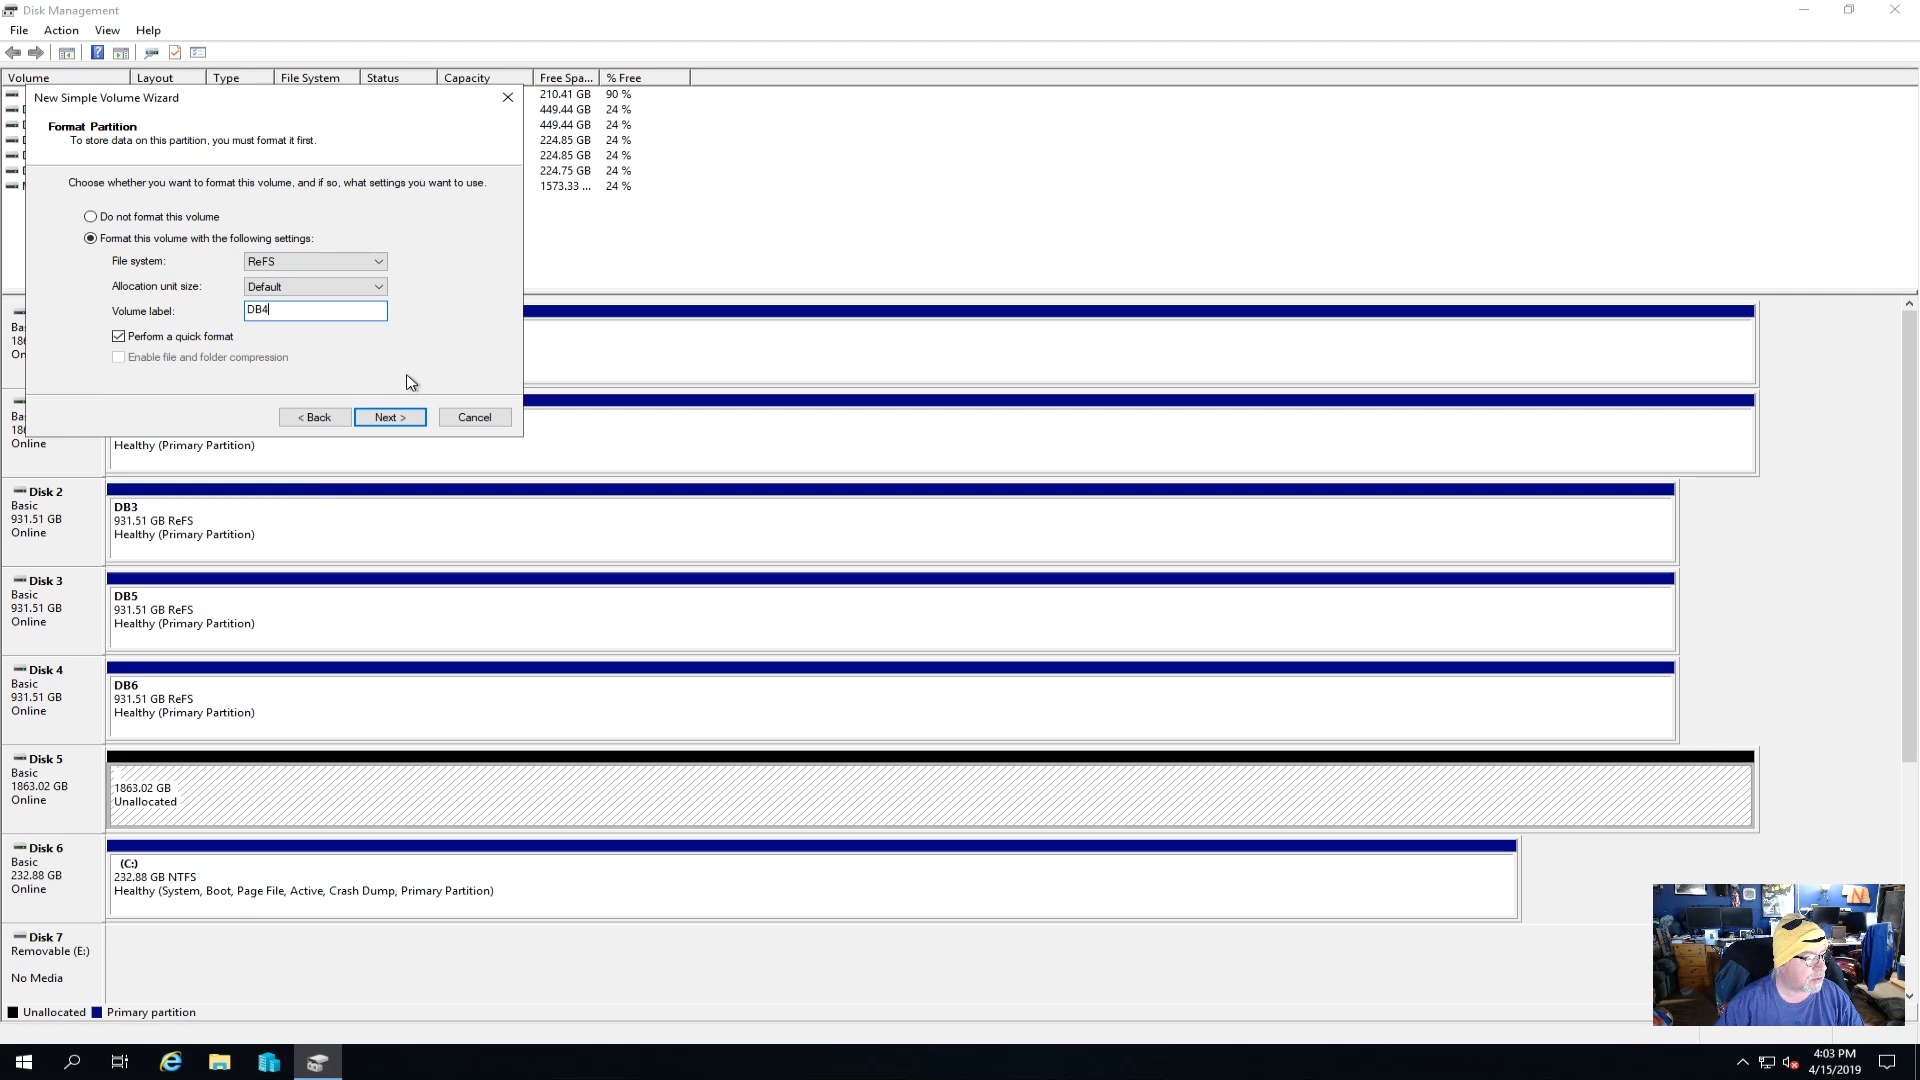 Disk Management
File Action View Help
Volume Layout Type File System Status Capacity Free Spa... % Free
210.41 GB 90 %
449.44 GB 24 %
449.44 GB 24 %
224.85 GB 24 %
224.85 GB 24 %
224.75 GB 24 %
1573.33 ... 24 %
New Simple Volume Wizard
Format Partition
To store data on this partition, you must format it first.
Choose whether you want to format this volume, and if so, what settings you want to use.
Do not format this volume
Format this volume with the following settings:
File system: ReFS
Allocation unit size: Default
Volume label: DB4
Perform a quick format
Enable file and folder compression
< Back Next > Cancel
Online
Healthy (Primary Partition)
Disk 2
Basic
931.51 GB
Online
DB3
931.51 GB ReFS
Healthy (Primary Partition)
Disk 3
Basic
931.51 GB
Online
DB5
931.51 GB ReFS
Healthy (Primary Partition)
Disk 4
Basic
931.51 GB
Online
DB6
931.51 GB ReFS
Healthy (Primary Partition)
Disk 5
Basic
1863.02 GB
Online
1863.02 GB
Unallocated
Disk 6
Basic
232.88 GB
Online
(C:)
232.88 GB NTFS
Healthy (System, Boot, Page File, Active, Crash Dump, Primary Partition)
Disk 7
Removable (E:)
No Media
Unallocated Primary partition
4:03 PM
4/15/2019